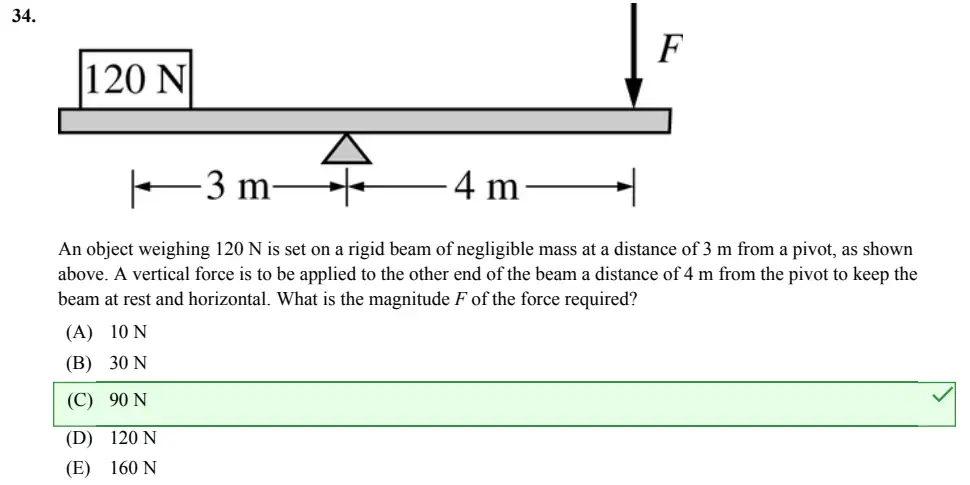 34.
120 N
F
3 m
4 m
An object weighing 120 N is set on a rigid beam of negligible mass at a distance of 3 m from a pivot, as shown
above. A vertical force is to be applied to the other end of the beam a distance of 4 m from the pivot to keep the
beam at rest and horizontal. What is the magnitude F of the force required?
(A) 10 N
(B) 30 N
(C) 90 N
(D) 120 N
(E) 160 N